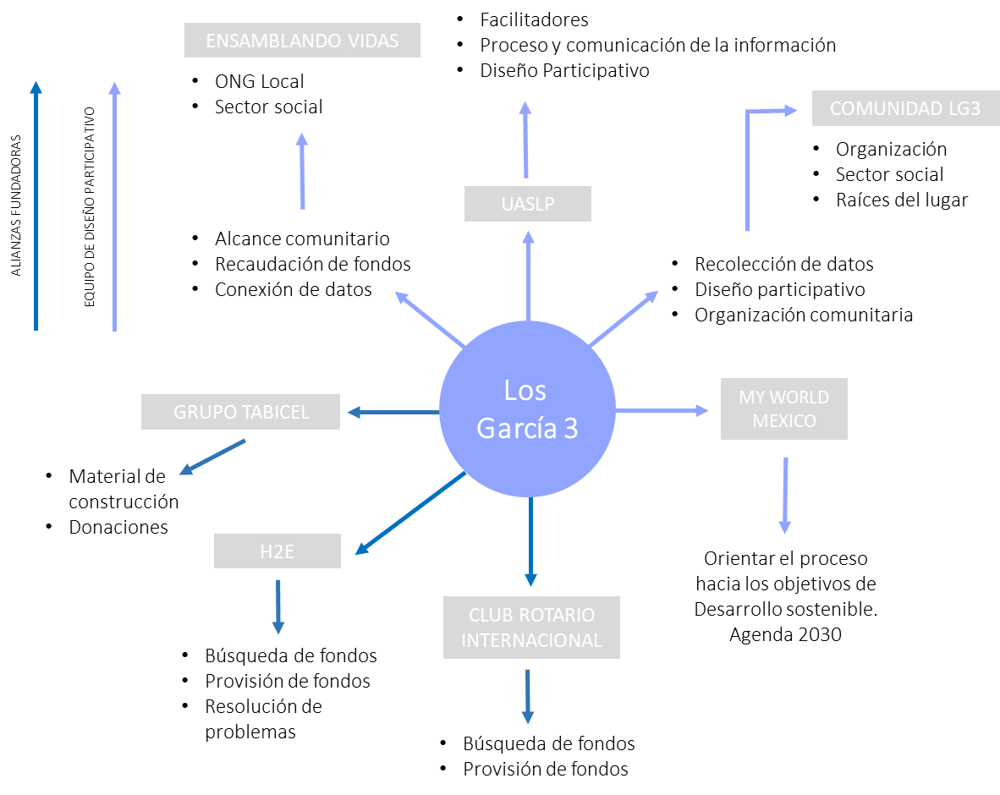 ALIANZAS FUNDADORAS
EQUIPO DE DISEÑO PARTICIPATIVO
ENSAMBLANDO VIDAS
• ONG Local
• Sector social
• Alcance comunitario
• Recaudación de fondos
• Conexión de datos
• Facilitadores
• Proceso y comunicación de la información
• Diseño Participativo
UASLP
COMUNIDAD LG3
• Organización
• Sector social
• Raíces del lugar
• Recolección de datos
• Diseño participativo
• Organización comunitaria
Los
García 3
GRUPO TABICEL
• Material de
construcción
• Donaciones
MY WORLD
MEXICO
Orientar el proceso
hacia los objetivos de
Desarrollo sostenible.
Agenda 2030
H2E
• Búsqueda de fondos
• Provisión de fondos
• Resolución de
problemas
CLUB ROTARIO
INTERNACIONAL
• Búsqueda de fondos
• Provisión de fondos